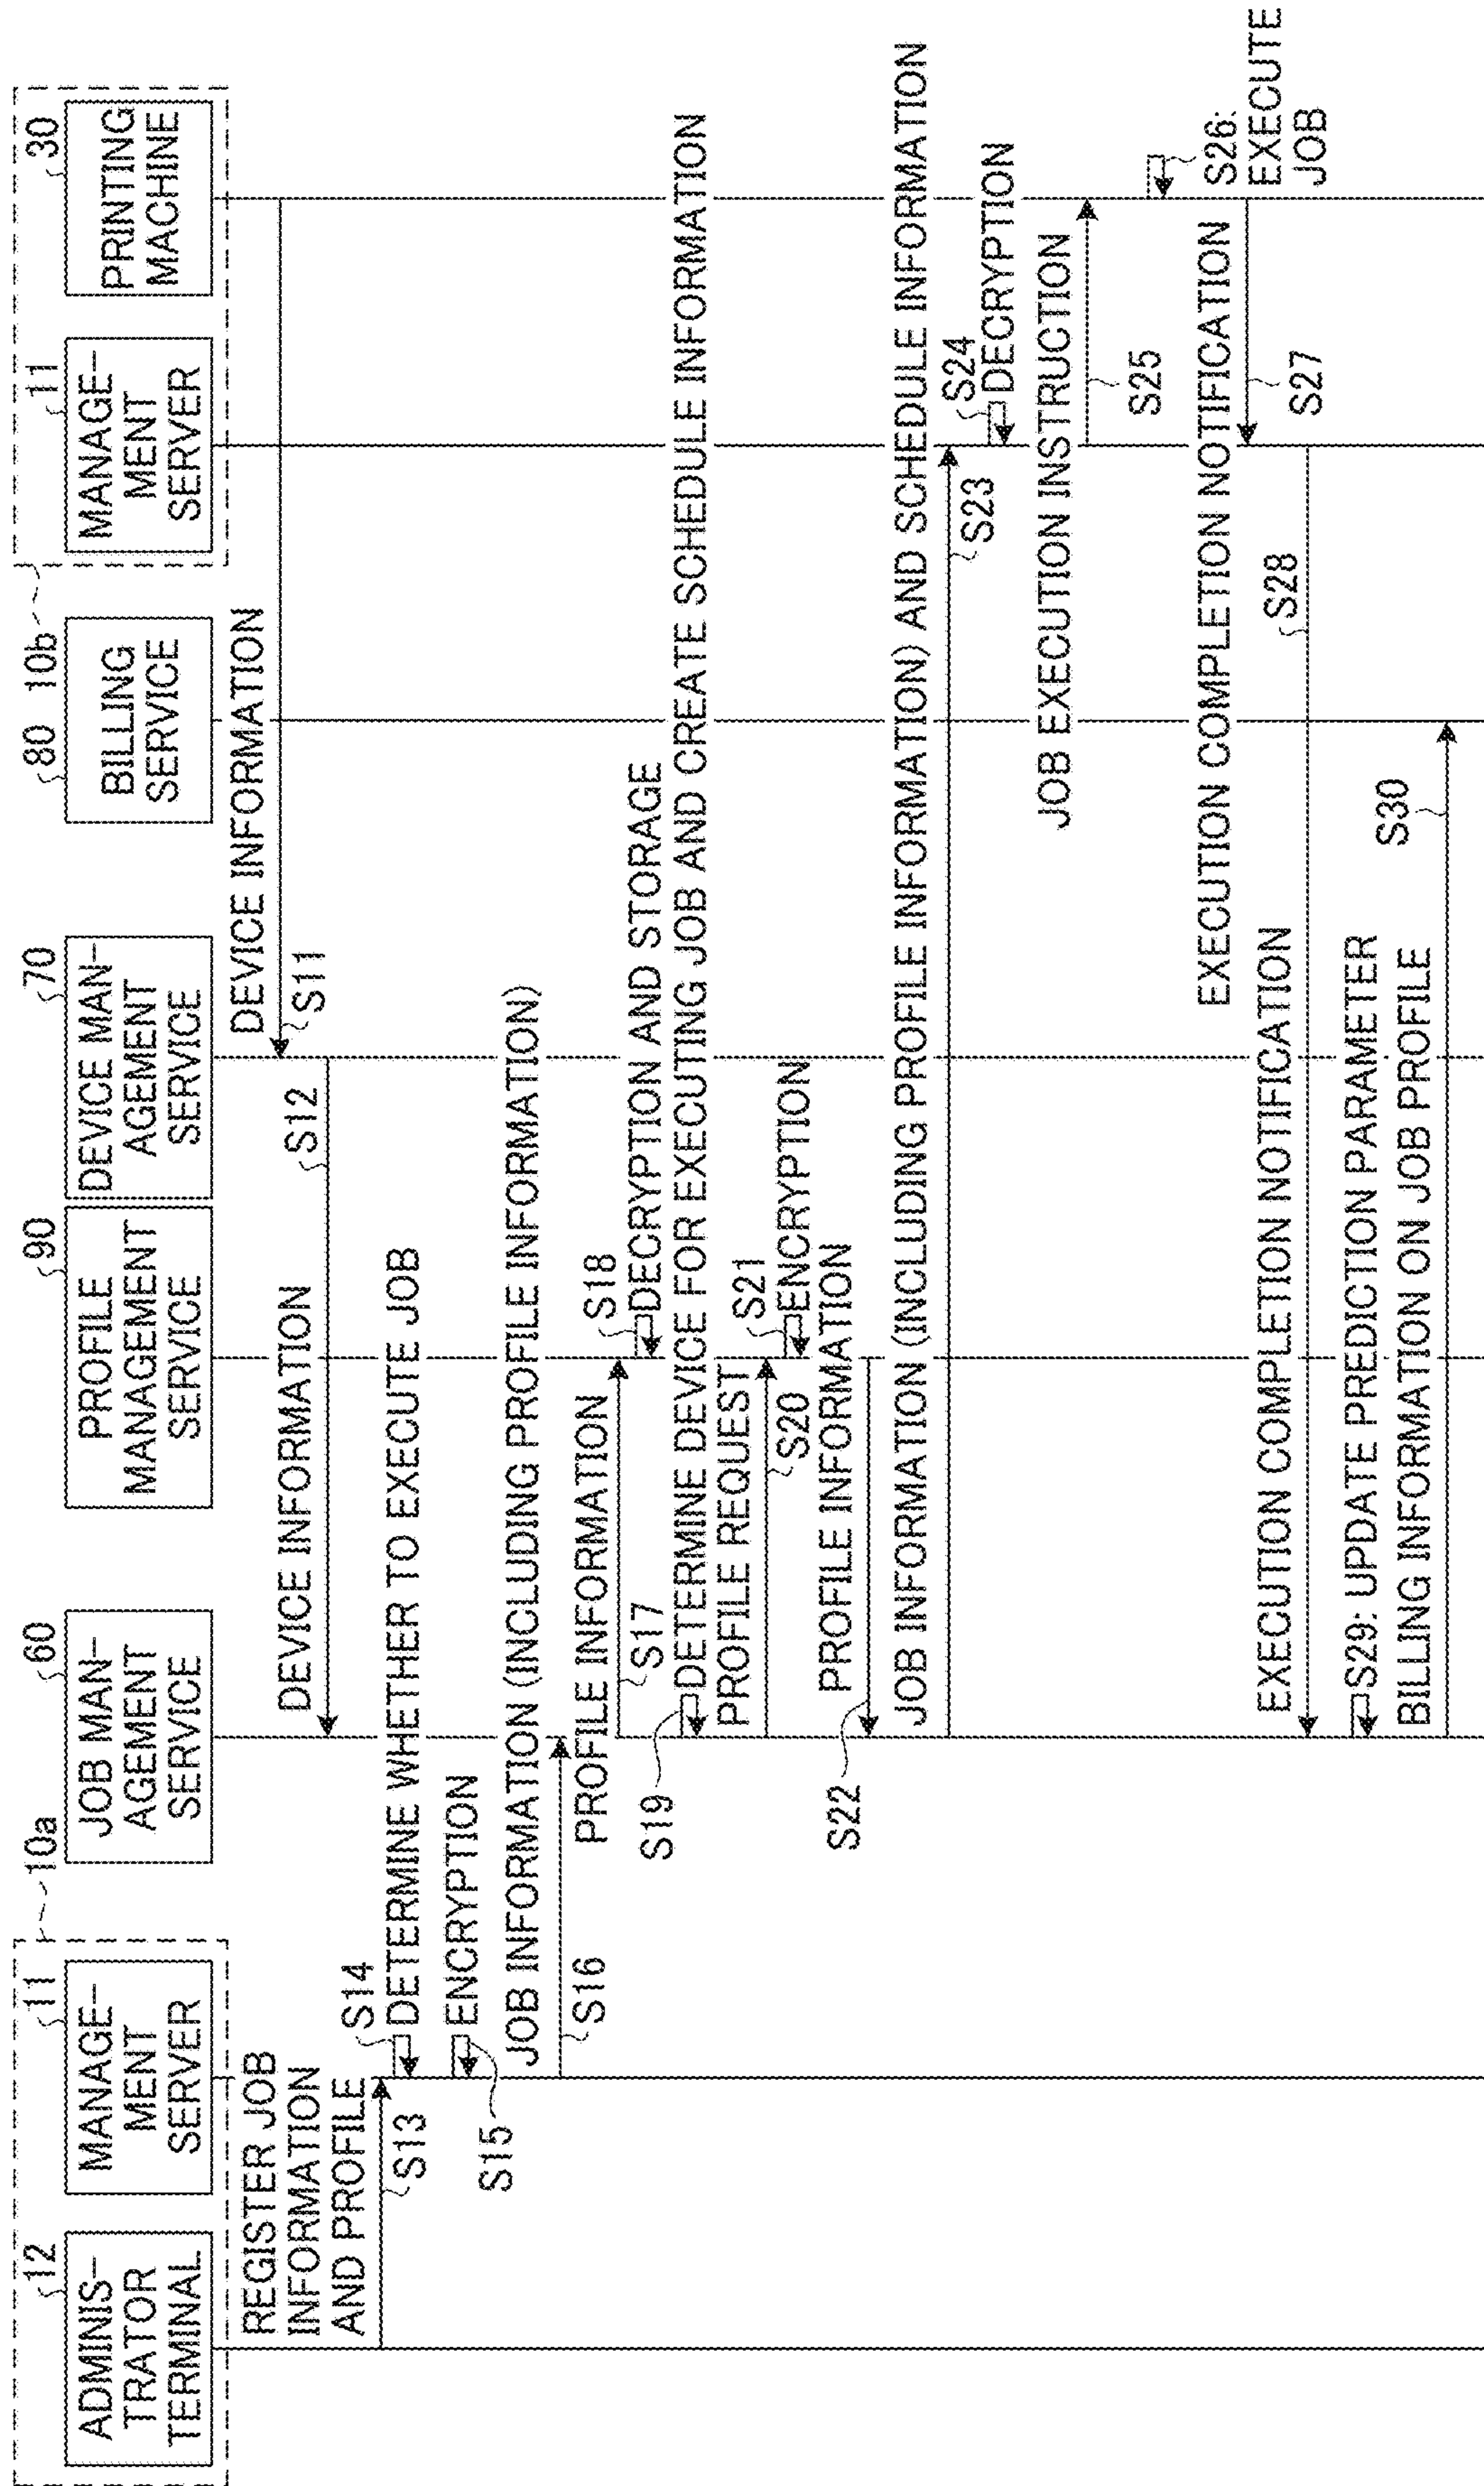 12
ADMINIS-
TRATOR
TERMINAL
11
MANAGE-
MENT
SERVER
10a
60
JOB MAN-
AGEMENT
SERVICE
90
PROFILE
MANAGEMENT
SERVICE
70
DEVICE MAN-
AGEMENT
SERVICE
80
BILLING
SERVICE
10b
11
MANAGE-
MENT
SERVER
30
PRINTING
MACHINE
DEVICE INFORMATION
S11
DEVICE INFORMATION
S12
REGISTER JOB
INFORMATION
AND PROFILE
S13
S14
DETERMINE WHETHER TO EXECUTE JOB
ENCRYPTION
S15
JOB INFORMATION (INCLUDING PROFILE INFORMATION)
S16
PROFILE INFORMATION
S17
S18
DECRYPTION AND STORAGE
DETERMINE DEVICE FOR EXECUTING JOB AND CREATE SCHEDULE INFORMATION
S19
PROFILE REQUEST
S20
S21
ENCRYPTION
PROFILE INFORMATION
S22
JOB INFORMATION (INCLUDING PROFILE INFORMATION) AND SCHEDULE INFORMATION
S23
S24
DECRYPTION
JOB EXECUTION INSTRUCTION
S25
S26:
EXECUTE
JOB
EXECUTION COMPLETION NOTIFICATION
S27
EXECUTION COMPLETION NOTIFICATION
S28
S29: UPDATE PREDICTION PARAMETER
BILLING INFORMATION ON JOB PROFILE
S30